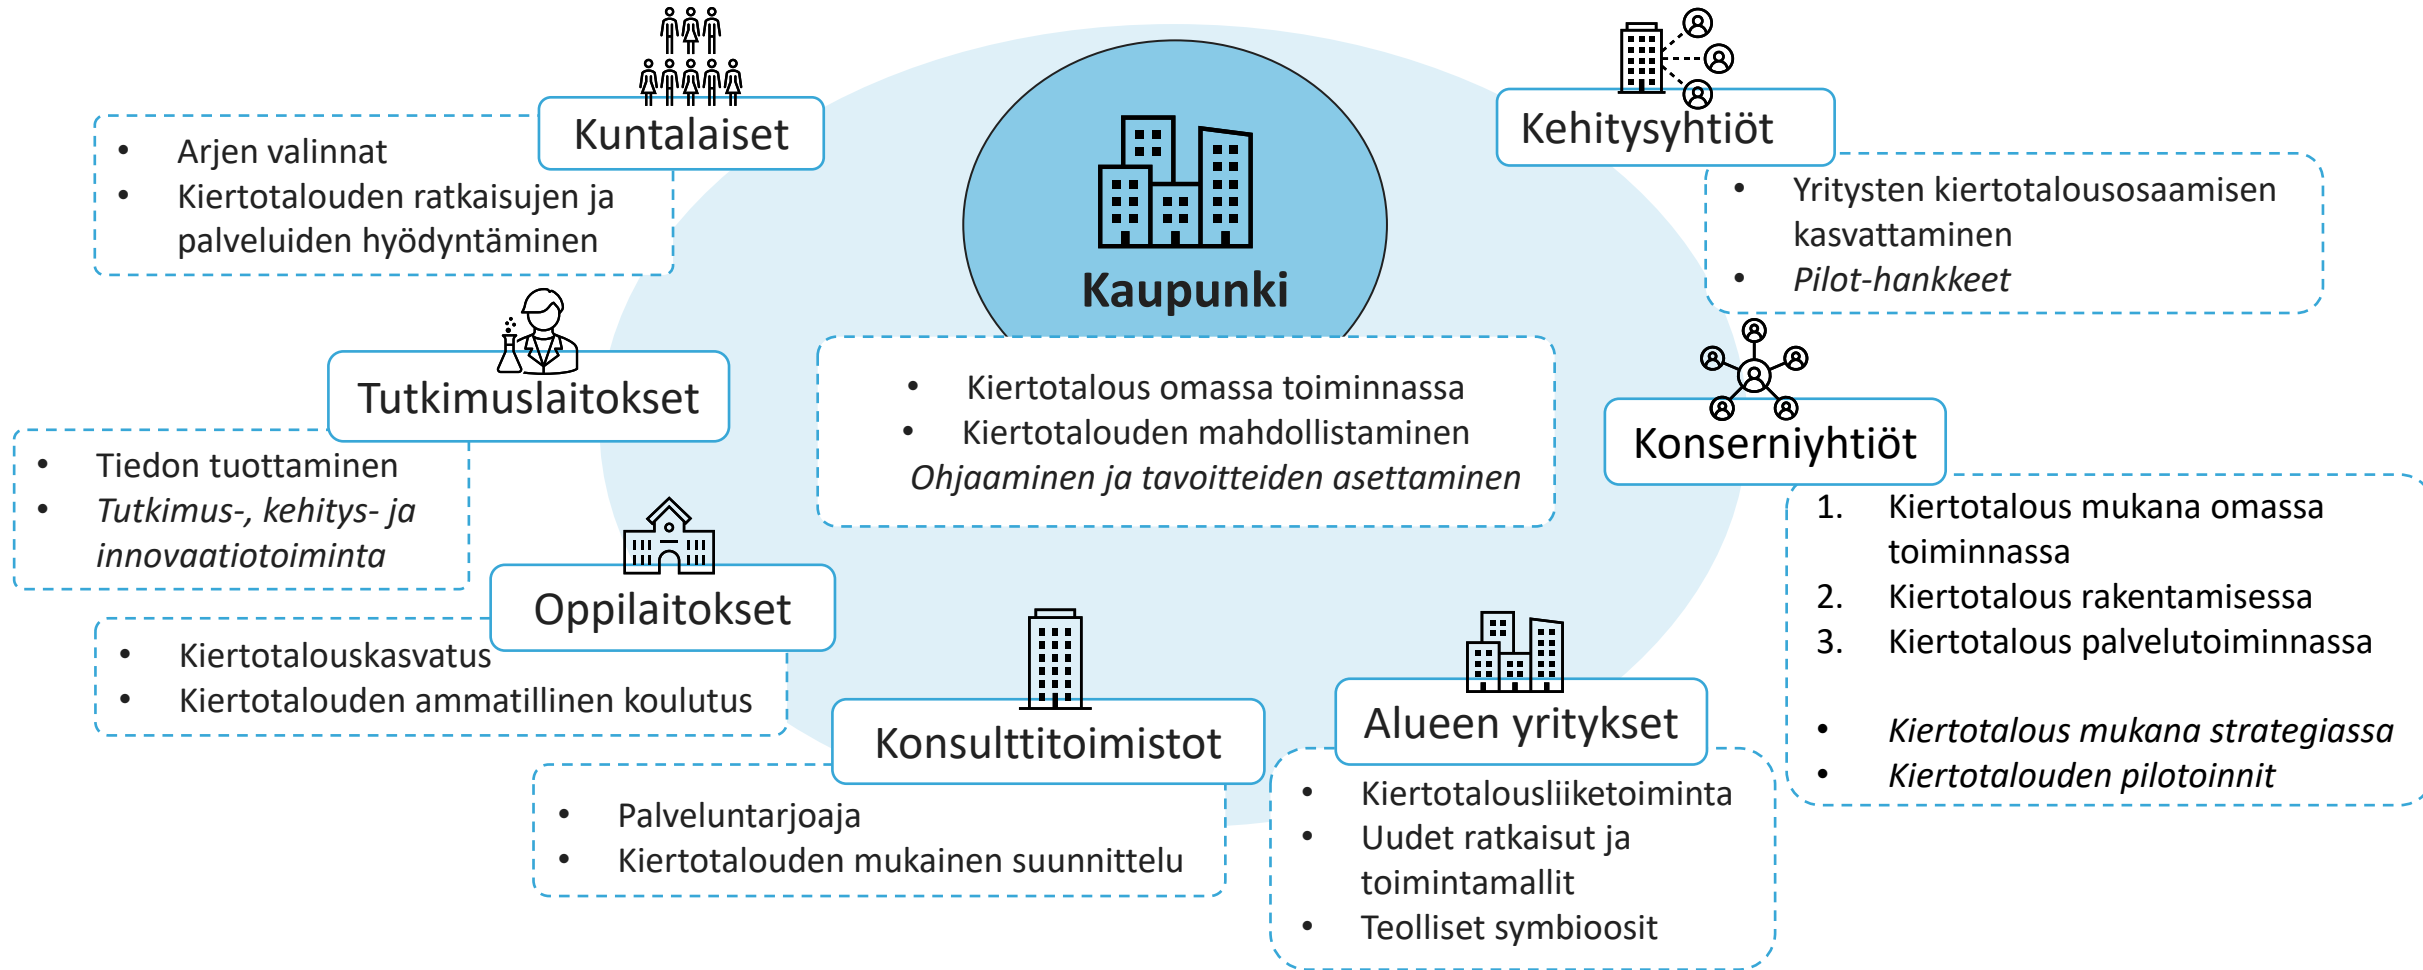 Kuntalaiset
• Arjen valinnat
• Kiertotalouden ratkaisujen ja
palveluiden hyödyntäminen
Kaupunki
• Kiertotalous omassa toiminnassa
• Kiertotalouden mahdollistaminen
Ohjaaminen ja tavoitteiden asettaminen
Kehitysyhtiöt
• Yritysten kiertotalousosaamisen
kasvattaminen
• Pilot-hankkeet
Tutkimuslaitokset
• Tiedon tuottaminen
• Tutkimus-, kehitys- ja
innovaatiotoiminta
Konserniyhtiöt
1. Kiertotalous mukana omassa
toiminnassa
2. Kiertotalous rakentamisessa
3. Kiertotalous palvelutoiminnassa
• Kiertotalous mukana strategiassa
• Kiertotalouden pilotoinnit
Oppilaitokset
• Kiertotalouskasvatus
• Kiertotalouden ammatillinen koulutus
Konsulttitoimistot
• Palveluntarjoaja
• Kiertotalouden mukainen suunnittelu
Alueen yritykset
• Kiertotalousliiketoiminta
• Uudet ratkaisut ja
toimintamallit
• Teolliset symbioosit